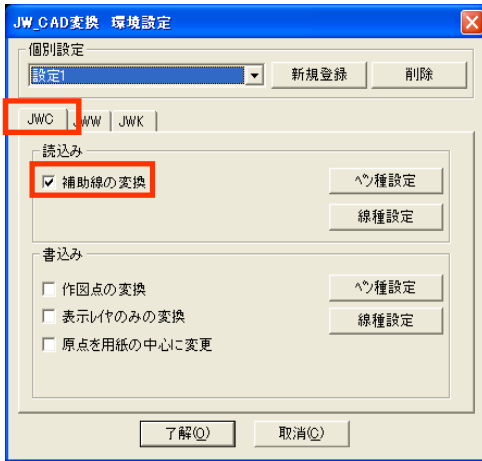 JW_CAD変換 環境設定
個別設定
設定1 新規登録 削除
JWC JWW JWK
読込み
補助線の変換 ペン種設定
線種設定
書込み
作図点の変換 ペン種設定
表示レイヤのみの変換 線種設定
原点を用紙の中心に変更
了解(O) 取消(C)